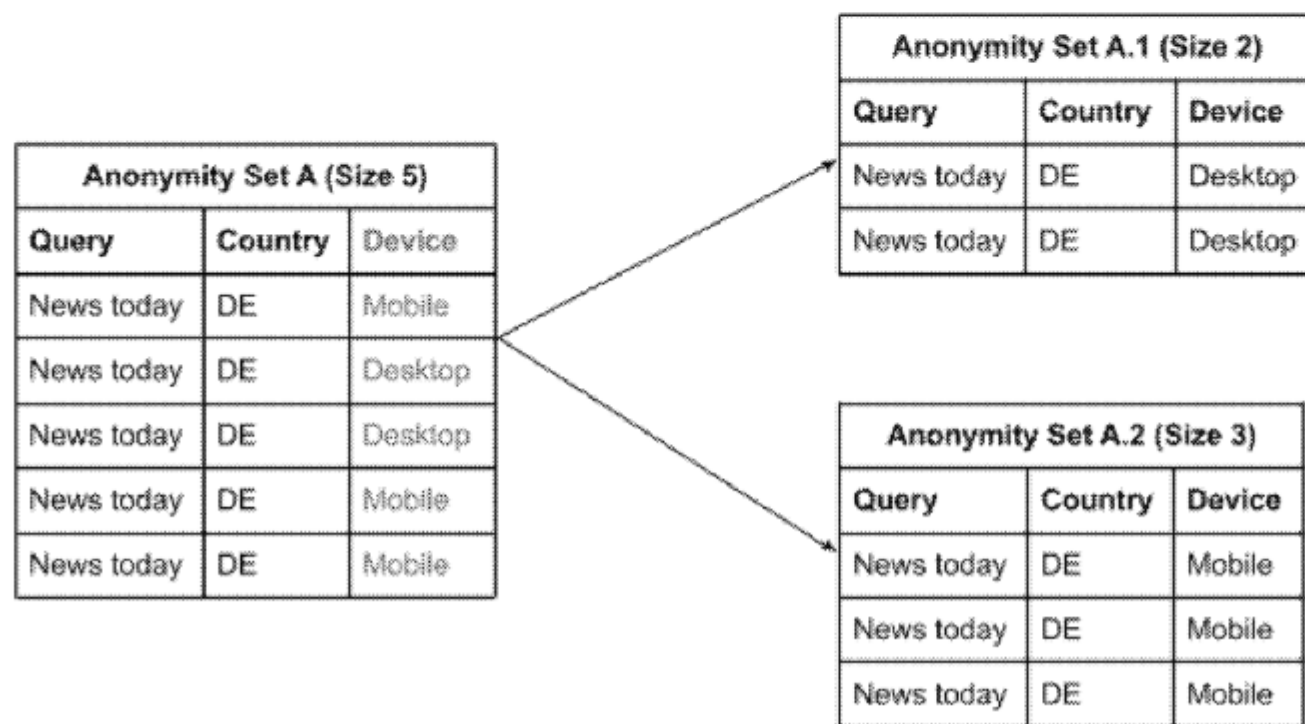 Anonymity Set A (Size 5)
Query Country Device
News today DE Mobile
News today DE Desktop
News today DE Desktop
News today DE Mobile
News today DE Mobile
Anonymity Set A.1 (Size 2)
Query Country Device
News today DE Desktop
News today DE Desktop
Anonymity Set A.2 (Size 3)
Query Country Device
News today DE Mobile
News today DE Mobile
News today DE Mobile